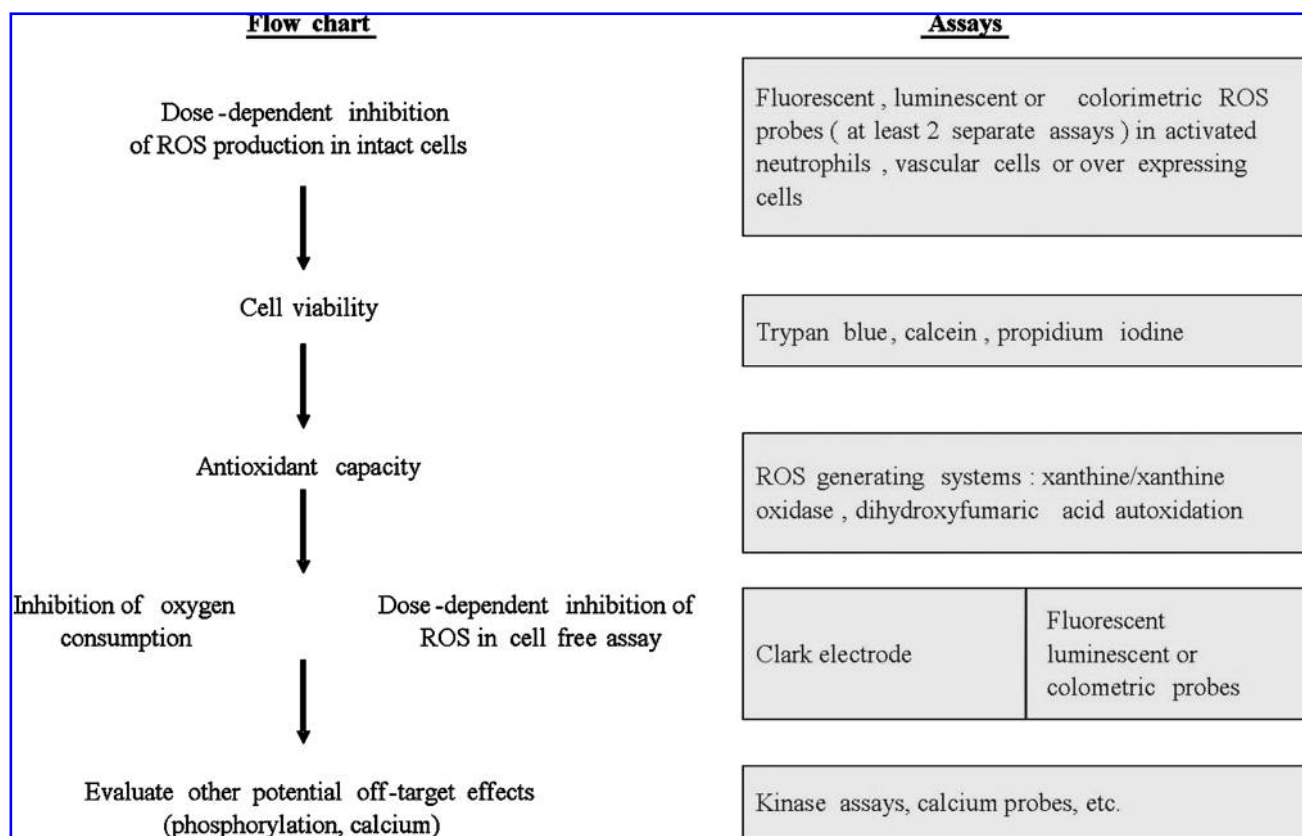 Flow chart
Assays
Dose-dependent inhibition
of ROS production in intact cells
Fluorescent, luminescent or colorimetric ROS
probes (at least 2 separate assays) in activated
neutrophils, vascular cells or over expressing
cells
Cell viability
Trypan blue, calcein, propidium iodine
Antioxidant capacity
ROS generating systems: xanthine/xanthine
oxidase, dihydroxyfumaric acid autoxidation
Inhibition of oxygen
consumption
Dose-dependent inhibition of
ROS in cell free assay
Clark electrode
Fluorescent
luminescent or
colometric probes
Evaluate other potential off-target effects
(phosphorylation, calcium)
Kinase assays, calcium probes, etc.